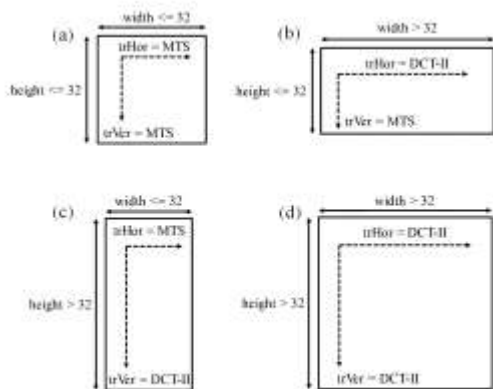 width <= 32
(a)
trHor = MTS
height <= 32
trVer = MTS
width > 32
(b)
trHor = DCT-II
height <= 32
trVer = MTS
width <= 32
(c)
trHor = MTS
height > 32
trVer = DCT-II
width > 32
(d)
trHor = DCT-II
height > 32
trVer = DCT-II